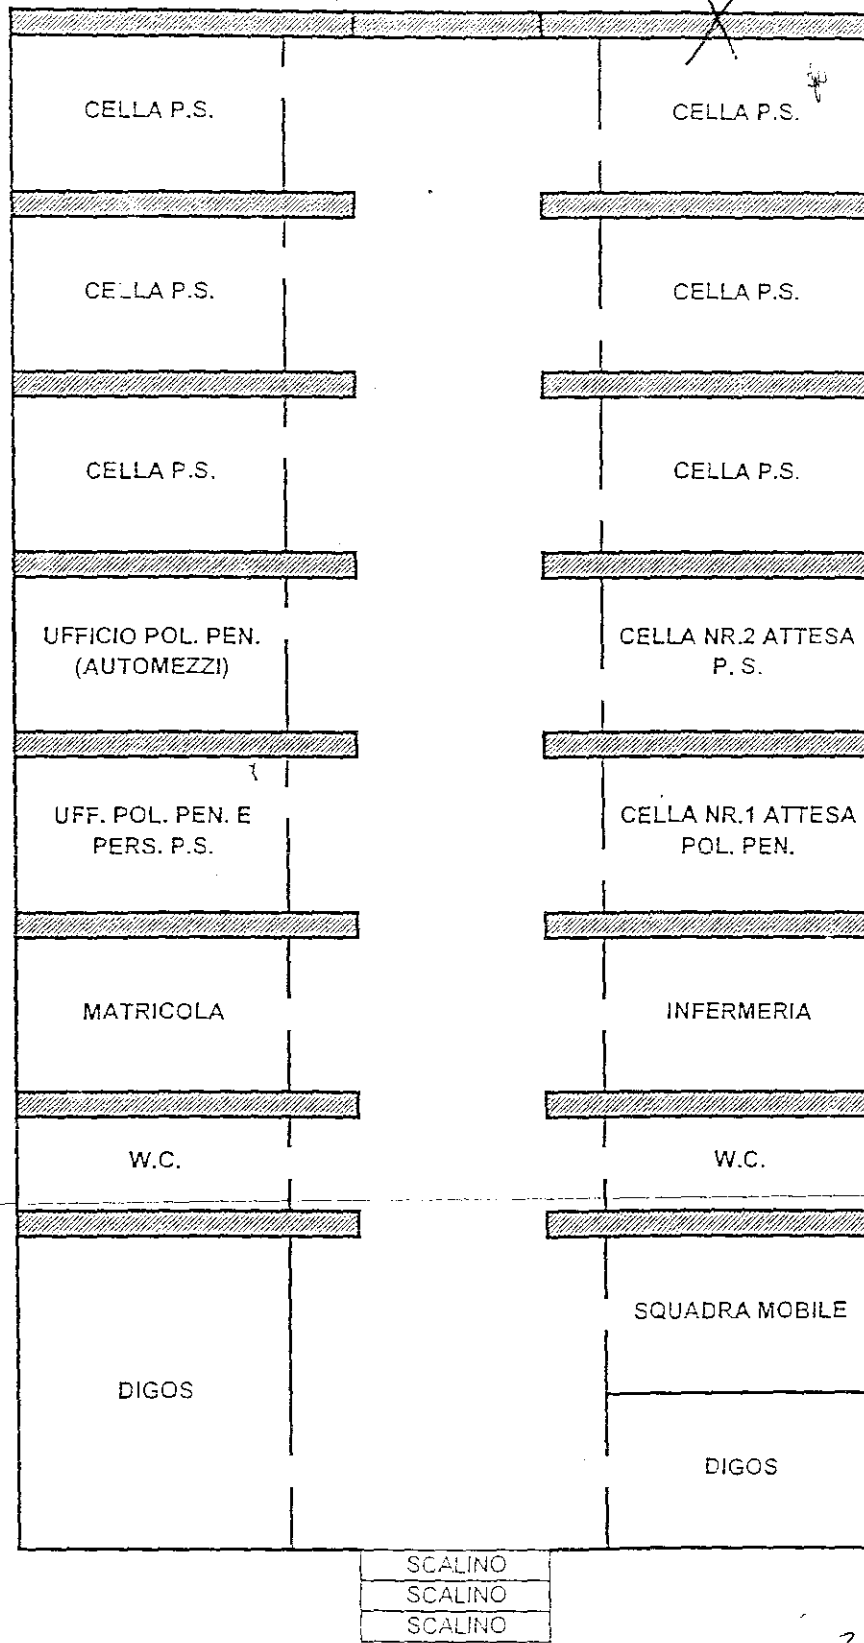 CELLA P.S.
CELLA P.S.
CELLA P.S.
CELLA P.S.
CELLA P.S.
CELLA P.S.
UFFICIO POL. PEN.
(AUTOMEZZI)
CELLA NR.2 ATTESA
P. S.
UFF. POL. PEN. E
PERS. P.S.
CELLA NR.1 ATTESA
POL. PEN.
MATRICOLA
INFERMERIA
W.C.
W.C.
SQUADRA MOBILE
DIGOS
DIGOS
SCALINO
SCALINO
SCALINO